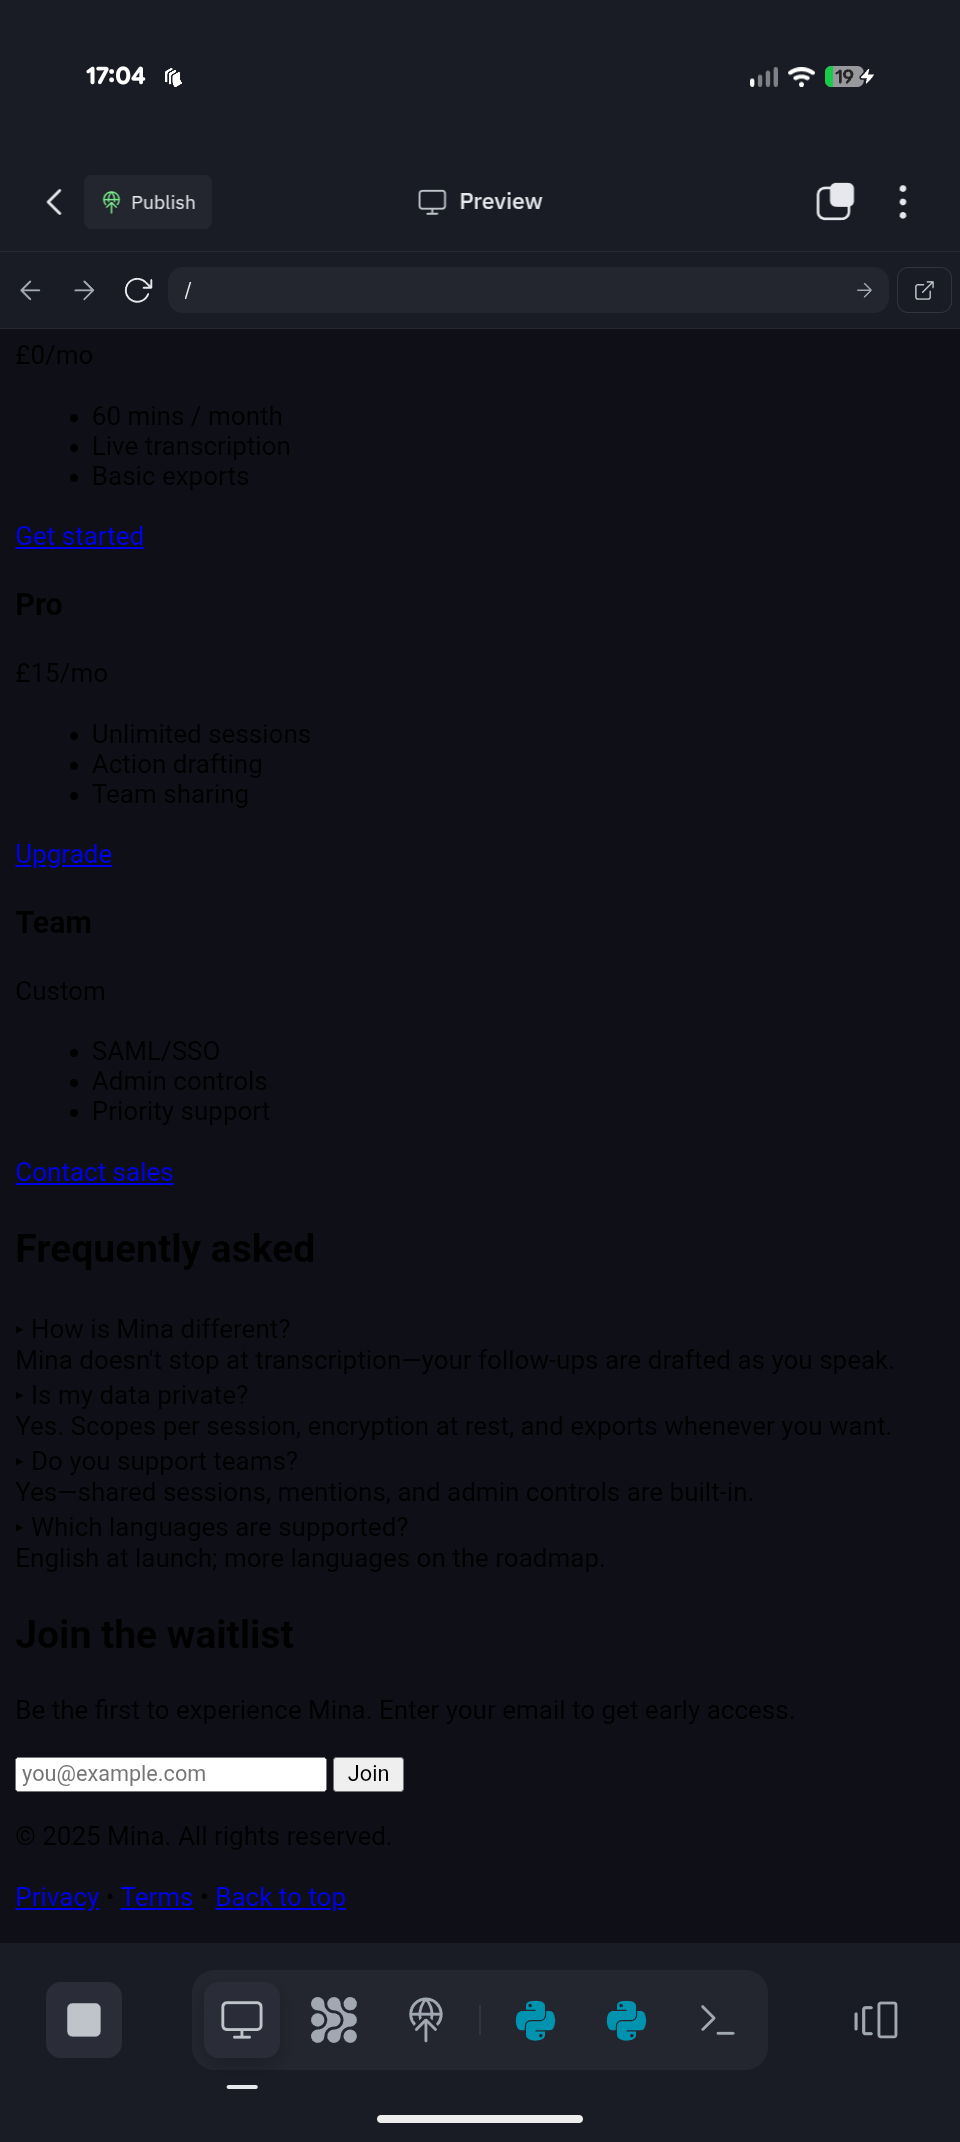 17:04
19
Publish
Preview
/
£0/mo
• 60 mins / month
• Live transcription
• Basic exports
Get started
Pro
£15/mo
• Unlimited sessions
• Action drafting
• Team sharing
Upgrade
Team
Custom
• SAML/SSO
• Admin controls
• Priority support
Contact sales
Frequently asked
‣ How is Mina different?
Mina doesn't stop at transcription—your follow-ups are drafted as you speak.
‣ Is my data private?
Yes. Scopes per session, encryption at rest, and exports whenever you want.
‣ Do you support teams?
Yes—shared sessions, mentions, and admin controls are built-in.
‣ Which languages are supported?
English at launch; more languages on the roadmap.
Join the waitlist
Be the first to experience Mina. Enter your email to get early access.
you@example.com Join
© 2025 Mina. All rights reserved.
Privacy • Terms • Back to top